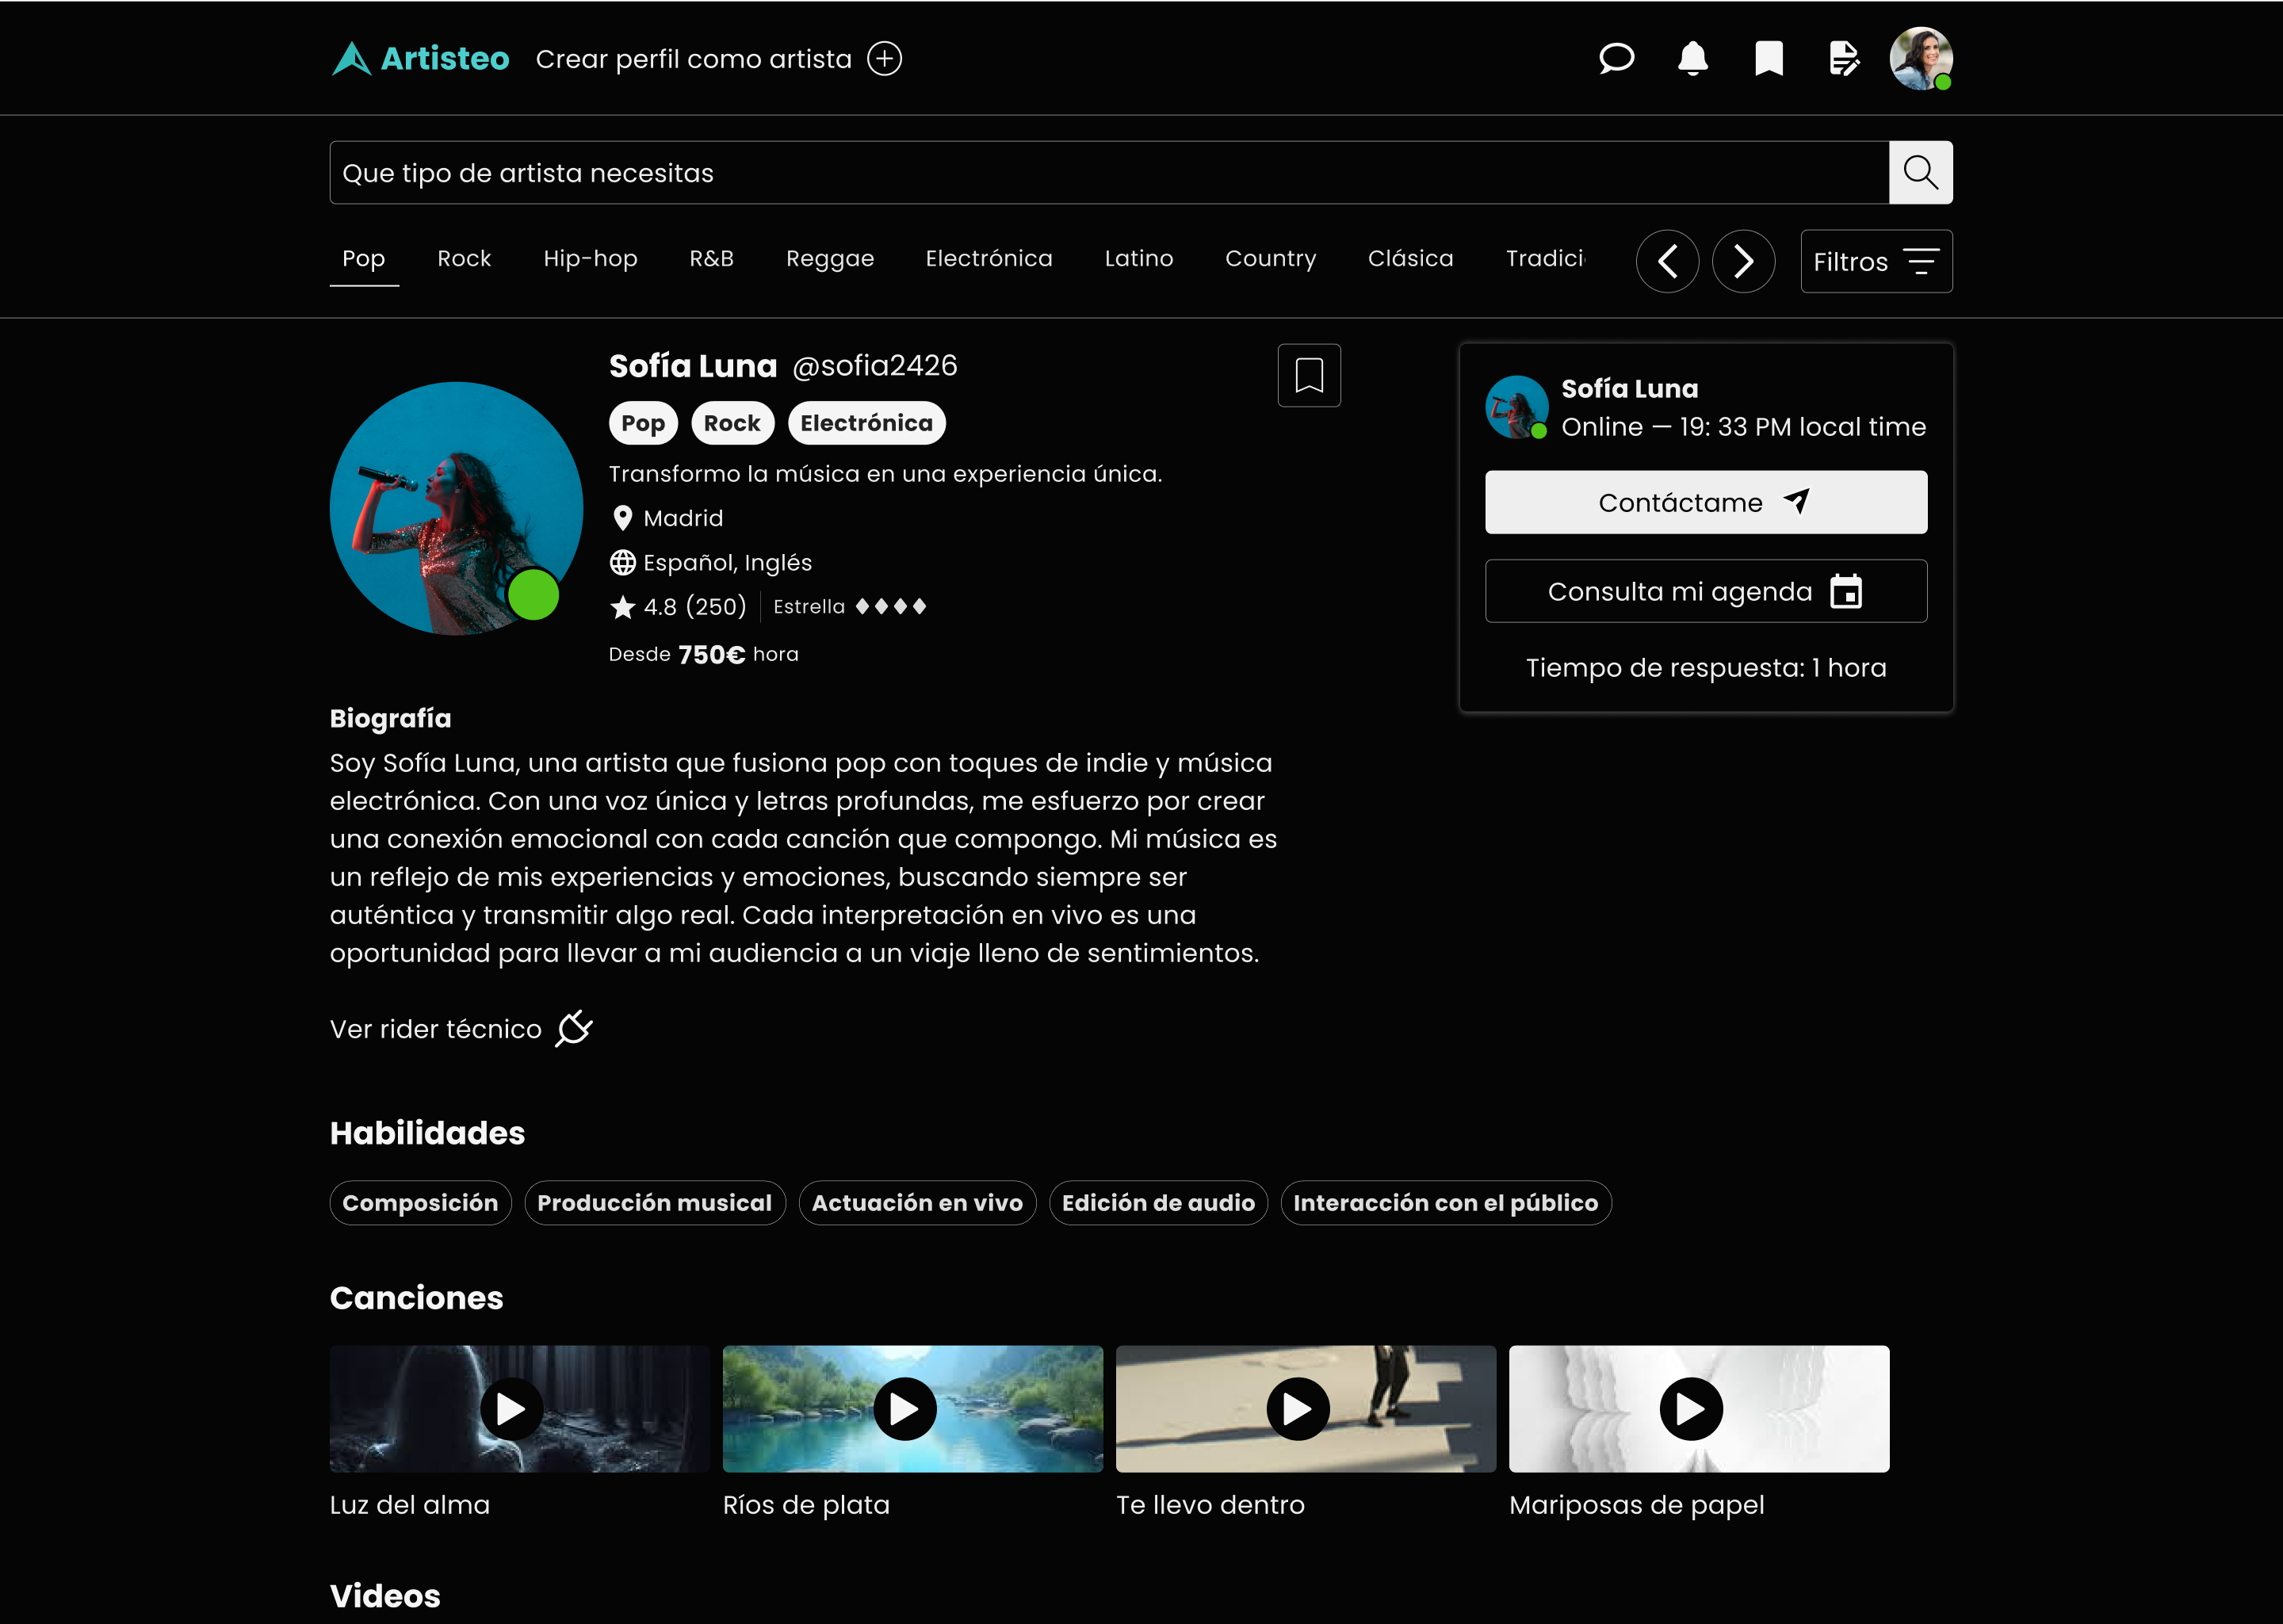 Artisteo Crear perfil como artista
Que tipo de artista necesitas
Pop Rock Hip-hop R&B Reggae Electrónica Latino Country Clásica Tradici Filtros
Sofía Luna @sofia2426
Pop Rock Electrónica
Transformo la música en una experiencia única.
Madrid
Español, Inglés
4.8 (250) Estrella
Desde 750€ hora
Sofía Luna
Online — 19: 33 PM local time
Contáctame
Consulta mi agenda
Tiempo de respuesta: 1 hora
Biografía
Soy Sofía Luna, una artista que fusiona pop con toques de indie y música
electrónica. Con una voz única y letras profundas, me esfuerzo por crear
una conexión emocional con cada canción que compongo. Mi música es
un reflejo de mis experiencias y emociones, buscando siempre ser
auténtica y transmitir algo real. Cada interpretación en vivo es una
oportunidad para llevar a mi audiencia a un viaje lleno de sentimientos.
Ver rider técnico
Habilidades
Composición Producción musical Actuación en vivo Edición de audio Interacción con el público
Canciones
Luz del alma Ríos de plata Te llevo dentro Mariposas de papel
Videos